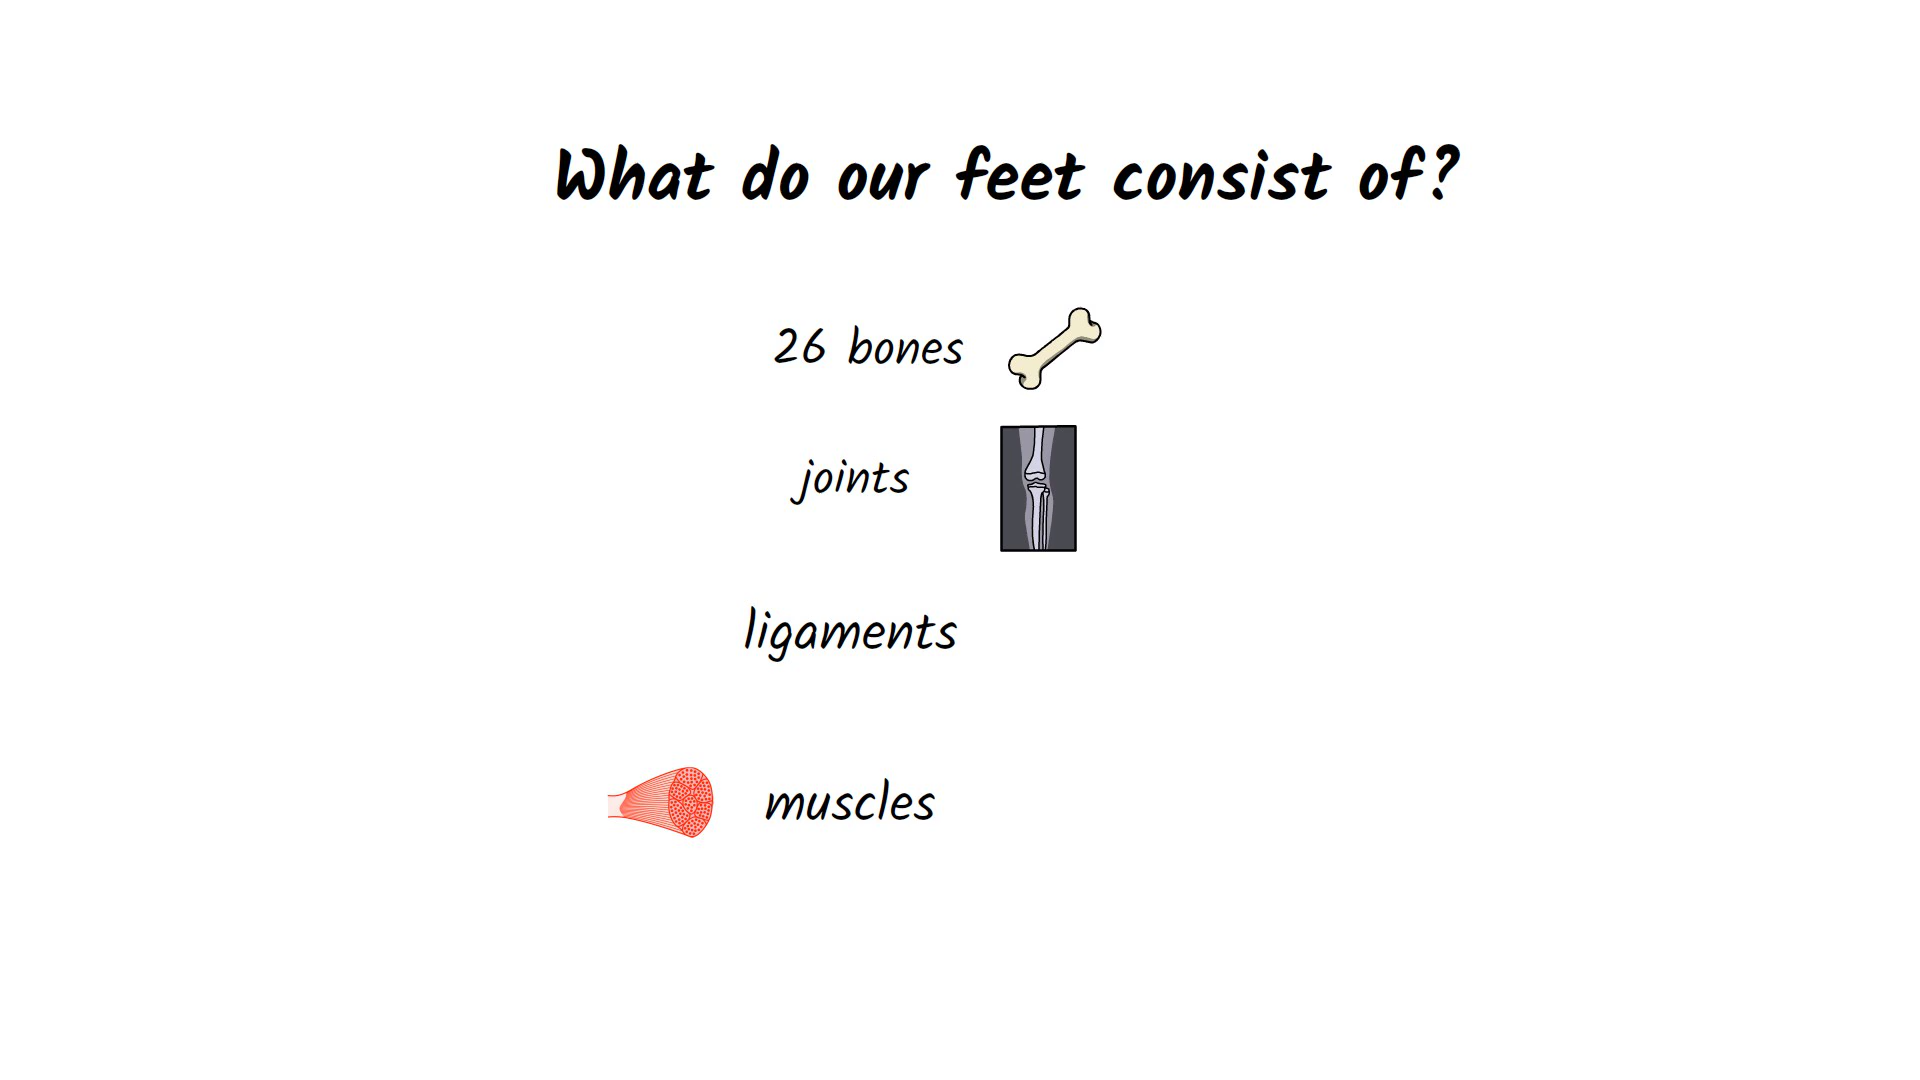 What do our feet consist of?
26 bones
joints
ligaments
muscles